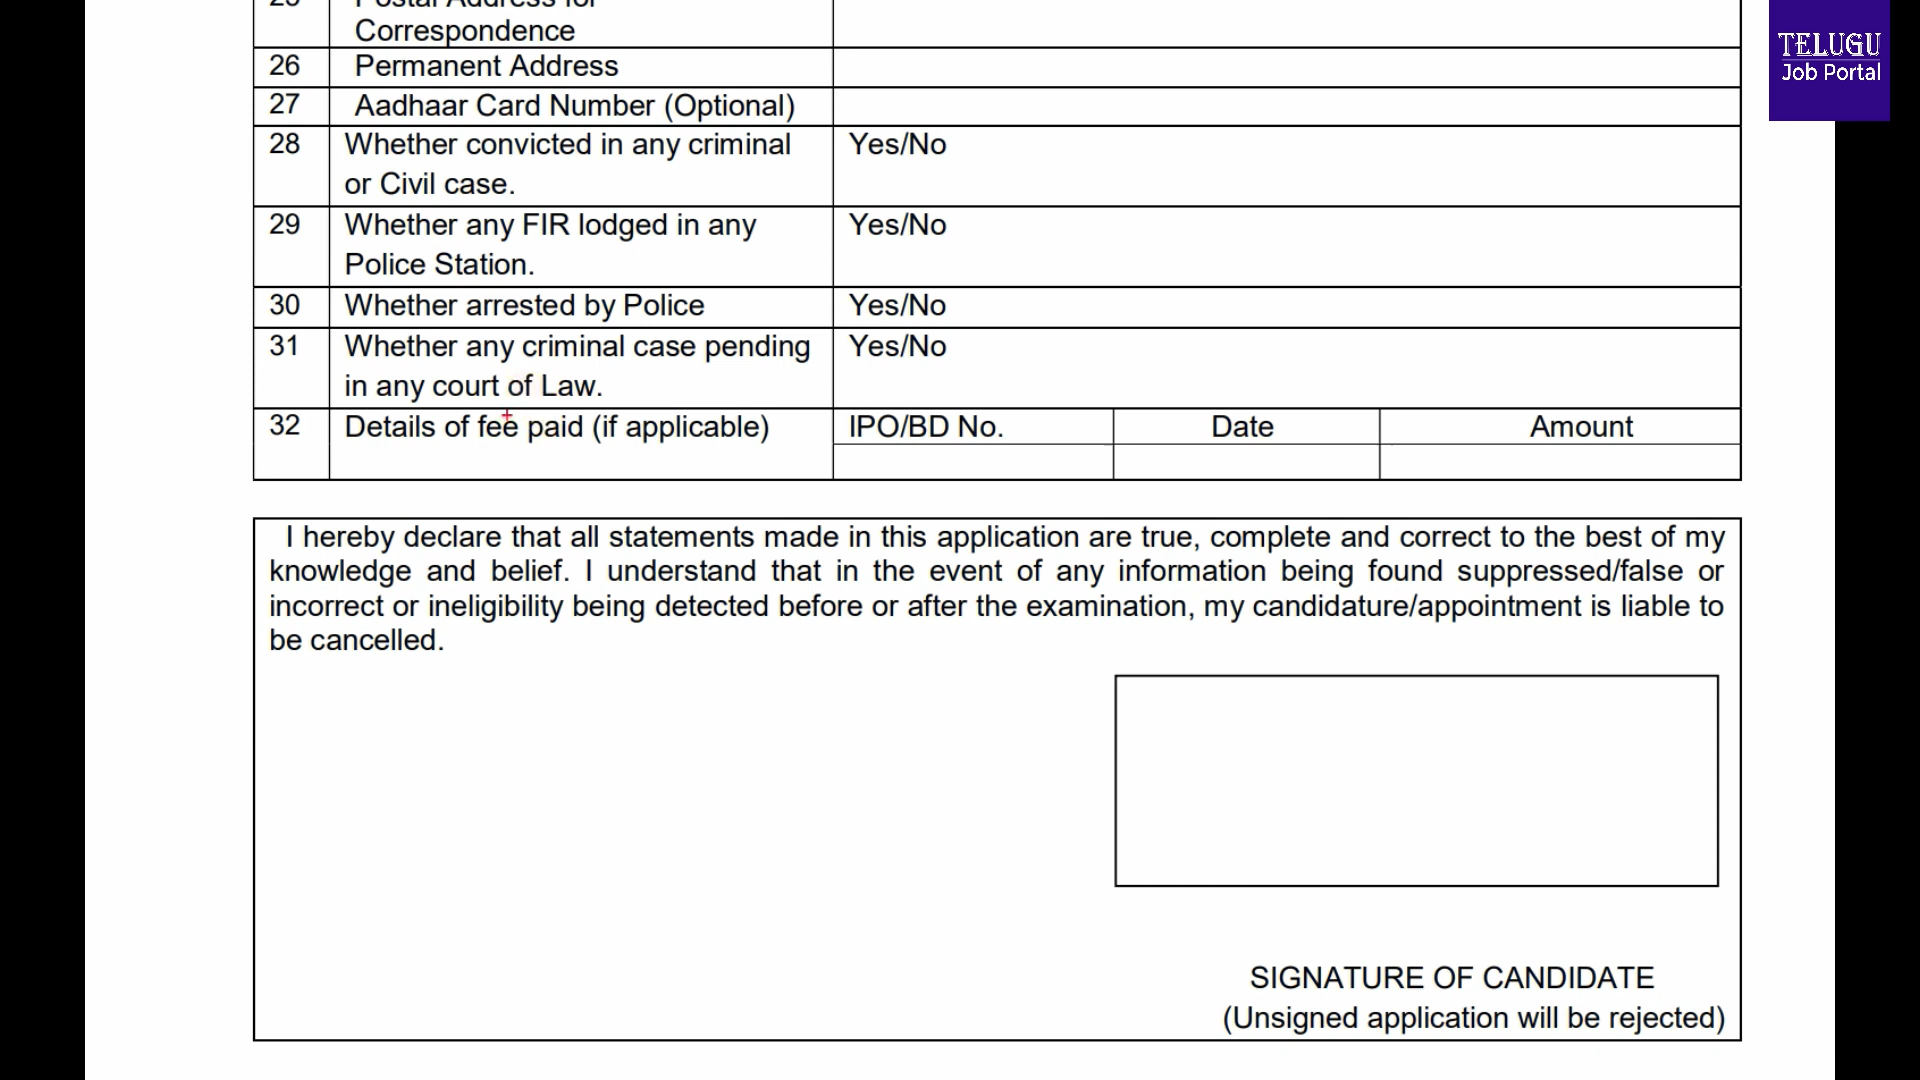 25 Postal Address for
Correspondence
26 Permanent Address
27 Aadhaar Card Number (Optional)
28 Whether convicted in any criminal Yes/No
or Civil case.
29 Whether any FIR lodged in any Yes/No
Police Station.
30 Whether arrested by Police Yes/No
31 Whether any criminal case pending Yes/No
in any court of Law.
32 Details of fee paid (if applicable) IPO/BD No. Date Amount
I hereby declare that all statements made in this application are true, complete and correct to the best of my
knowledge and belief. I understand that in the event of any information being found suppressed/false or
incorrect or ineligibility being detected before or after the examination, my candidature/appointment is liable to
be cancelled.
SIGNATURE OF CANDIDATE
(Unsigned application will be rejected)
TELUGU
Job Portal